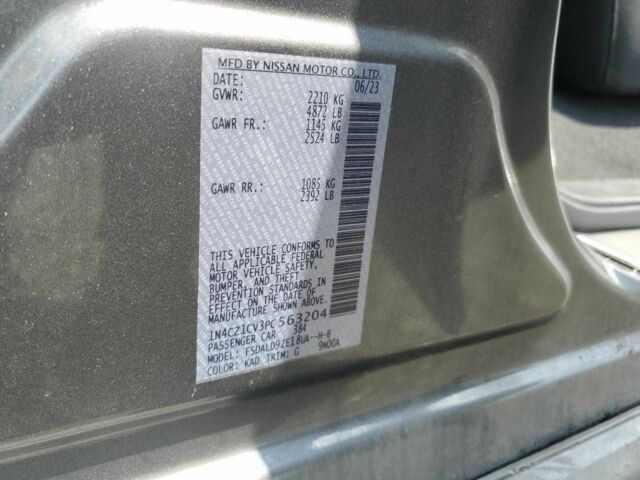 MFD BY NISSAN MOTOR CO., LTD.
DATE: 06/23
GVWR: 2210 KG
4872 LB
GAWR FR.: 1145 KG
2524 LB
GAWR RR.: 1085 KG
2392 LB
THIS VEHICLE CONFORMS TO
ALL APPLICABLE FEDERAL
MOTOR VEHICLE SAFETY,
BUMPER, AND THEFT
PREVENTION STANDARDS IN
EFFECT ON THE DATE OF
MANUFACTURE SHOWN ABOVE.
1N4CZ1CV3PC563204
PASSENGER CAR 384
MODEL: FSDALD9ZE18UA--H-B
COLOR: KAD TRIM: G 9N00A